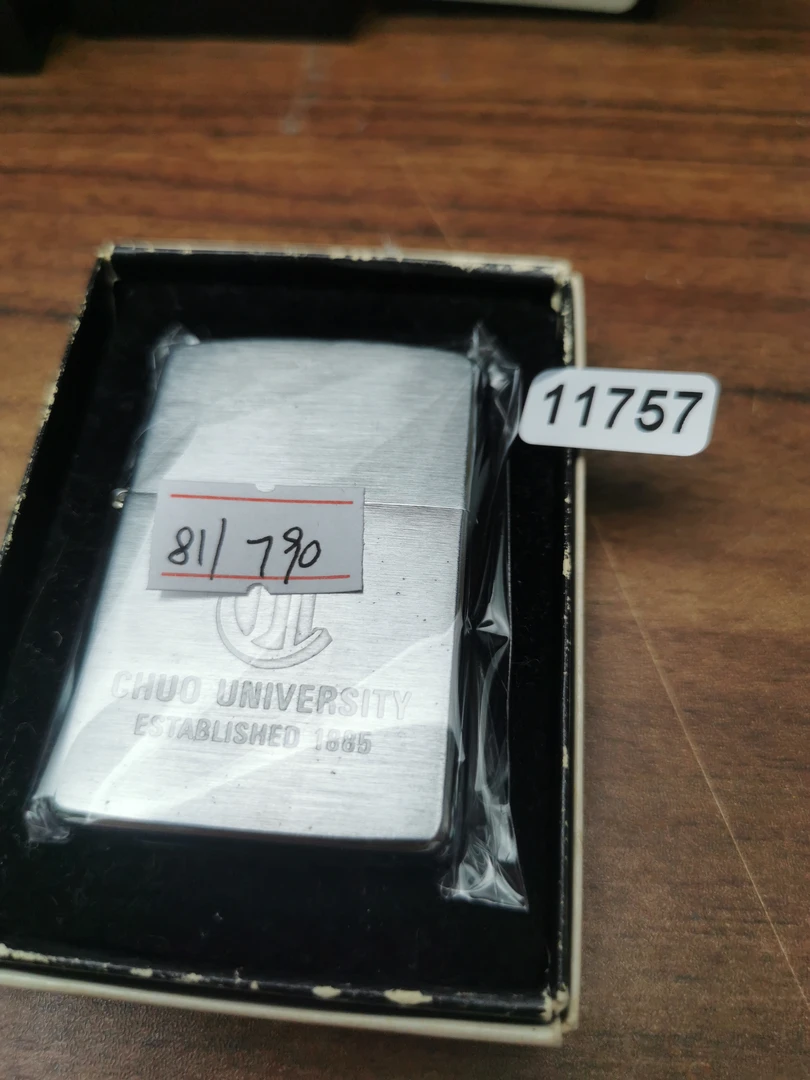 11757
81/ 790
CHUO UNIVERSITY
ESTABLISHED 1885